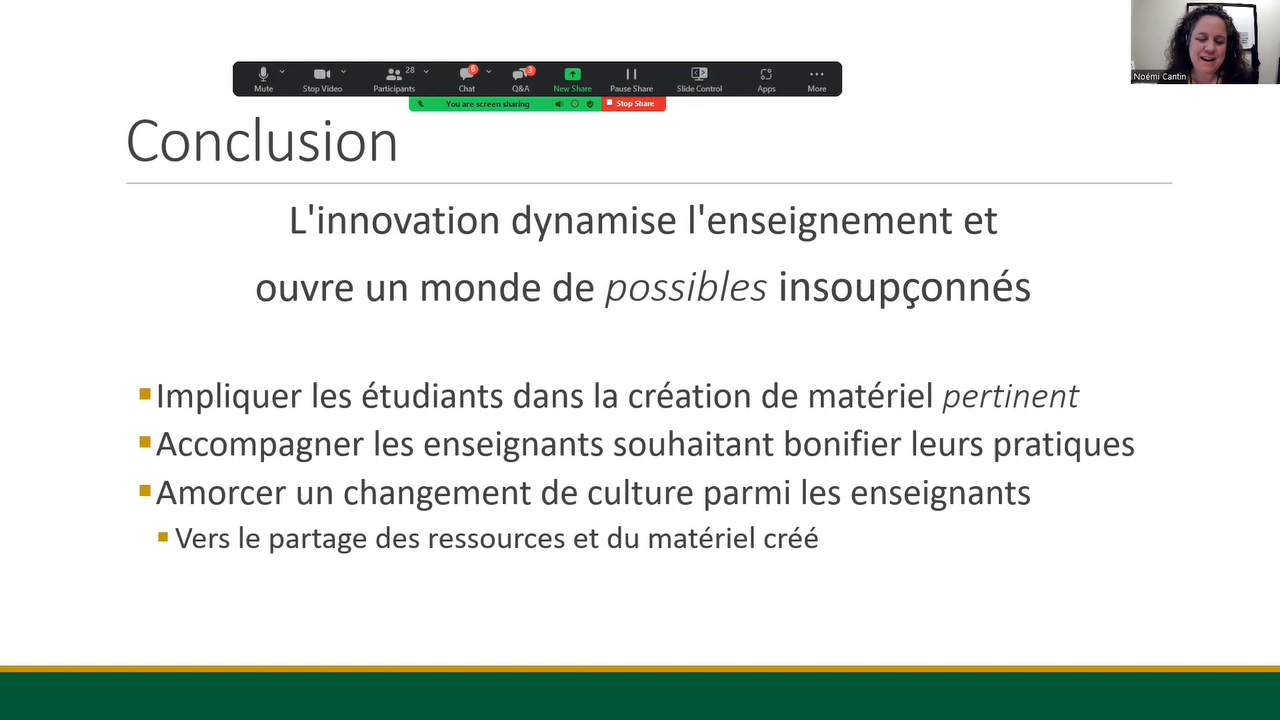 Noémi Cantin
28
6
3
Mute
Stop Video
Participants
Chat
Q&A
New Share
Pause Share
Slide Control
Apps
More
You are screen sharing
Stop Share
Conclusion
L'innovation dynamise l'enseignement et
ouvre un monde de possibles insoupçonnés
Impliquer les étudiants dans la création de matériel pertinent
Accompagner les enseignants souhaitant bonifier leurs pratiques
Amorcer un changement de culture parmi les enseignants
Vers le partage des ressources et du matériel créé